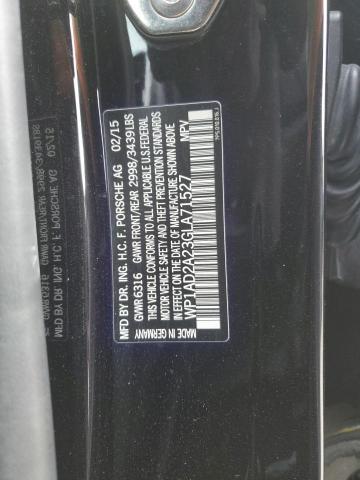 MFD BY DR. ING. H.C. F. PORSCHE AG 02/15
GVWR 6316 GAWR FRONT/REAR 2998/3439LBS
THIS VEHICLE CONFORMS TO ALL APPLICABLE U.S.FEDERAL
MOTOR VEHICLE SAFETY, BUMPER AND THEFT PREVENTION
STANDARDS IN EFFECT ON THE DATE OF MANUFACTURE SHOWN ABOVE
WP1AD2A23GLA71527 MPV
MADE IN GERMANY